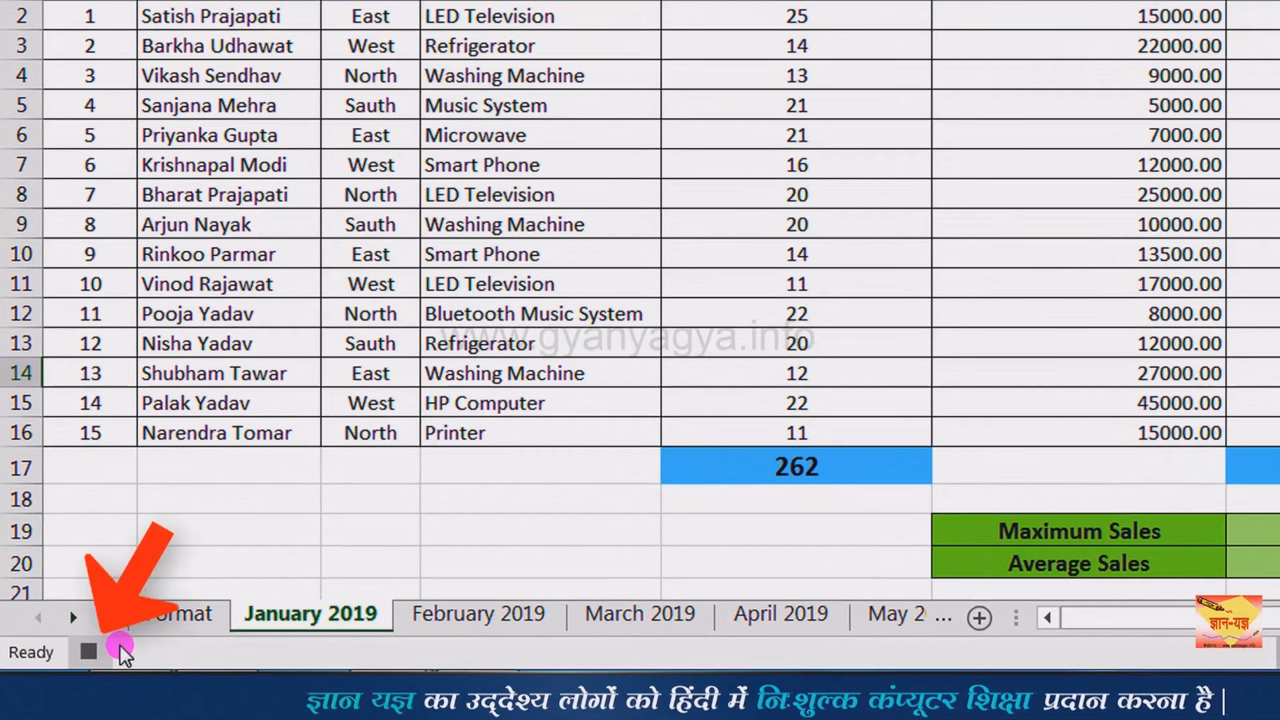 2 1 Satish Prajapati East LED Television 25 15000.00
3 2 Barkha Udhawat West Refrigerator 14 22000.00
4 3 Vikash Sendhav North Washing Machine 13 9000.00
5 4 Sanjana Mehra Sauth Music System 21 5000.00
6 5 Priyanka Gupta East Microwave 21 7000.00
7 6 Krishnapal Modi West Smart Phone 16 12000.00
8 7 Bharat Prajapati North LED Television 20 25000.00
9 8 Arjun Nayak Sauth Washing Machine 20 10000.00
10 9 Rinkoo Parmar East Smart Phone 14 13500.00
11 10 Vinod Rajawat West LED Television 11 17000.00
12 11 Pooja Yadav North Bluetooth Music System 22 8000.00
www.gyanyagya.info
13 12 Nisha Yadav Sauth Refrigerator 20 12000.00
14 13 Shubham Tawar East Washing Machine 12 27000.00
15 14 Palak Yadav West HP Computer 22 45000.00
16 15 Narendra Tomar North Printer 11 15000.00
17 262
18
19 Maximum Sales
20 Average Sales
21
ormat January 2019 February 2019 March 2019 April 2019 May 2 ...
ज्ञान-यज्ञ
Ready
ज्ञान यज्ञ का उद्देश्य लोगों को हिंदी में निःशुल्क कंप्यूटर शिक्षा प्रदान करना है |